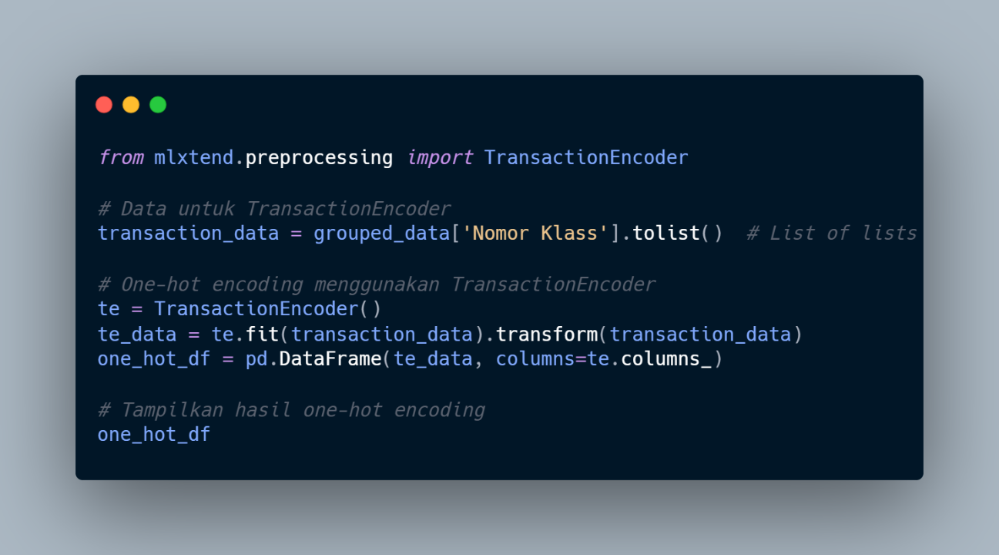 from mlxtend.preprocessing import TransactionEncoder
# Data untuk TransactionEncoder
transaction_data = grouped_data['Nomor Klass'].tolist()  # List of lists
# One-hot encoding menggunakan TransactionEncoder
te = TransactionEncoder()
te_data = te.fit(transaction_data).transform(transaction_data)
one_hot_df = pd.DataFrame(te_data, columns=te.columns_)
# Tampilkan hasil one-hot encoding
one_hot_df